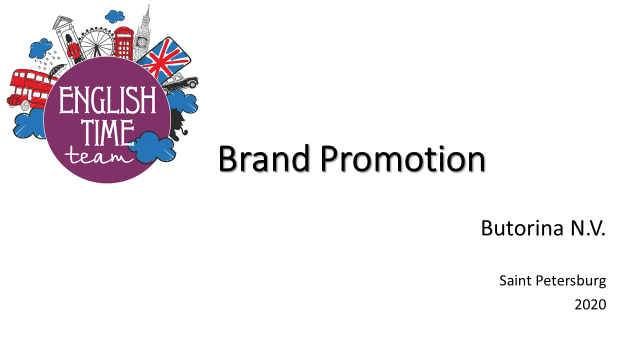 ENGLISH
TIME
team
Brand Promotion
Butorina N.V.
Saint Petersburg
2020